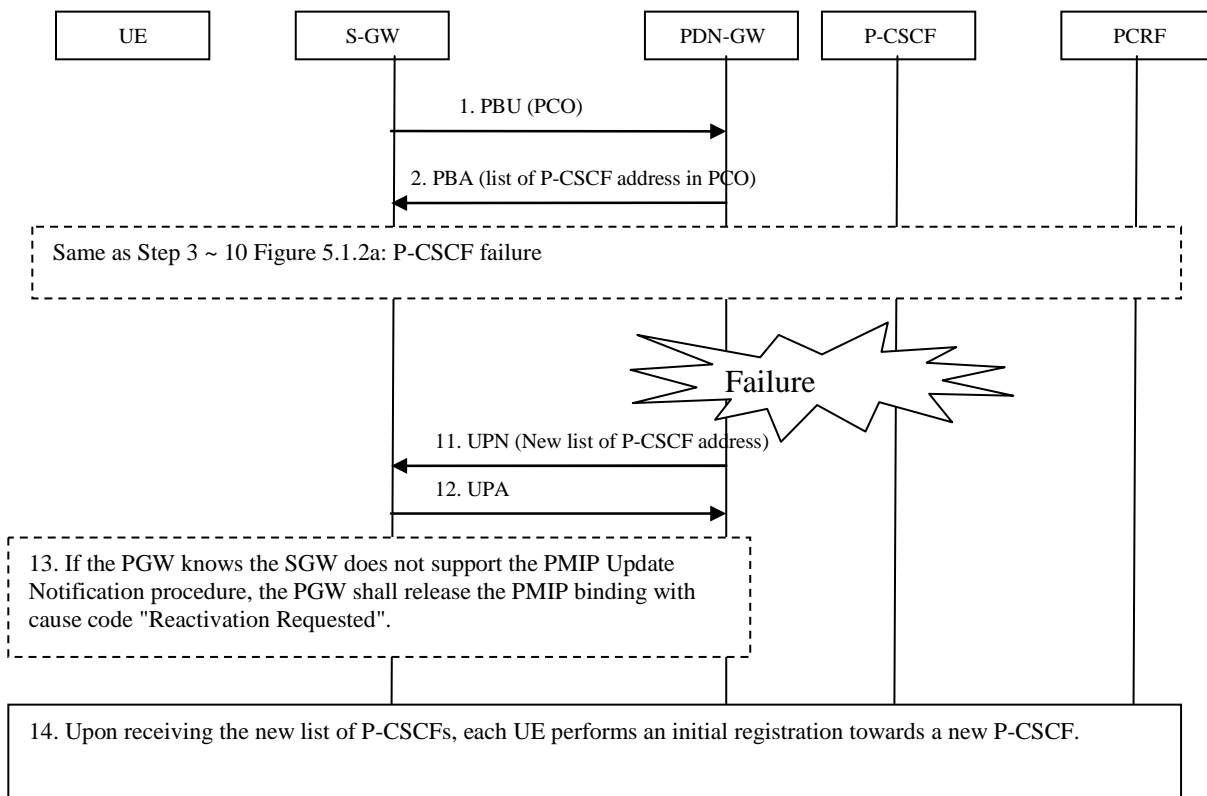 UE
S-GW
PDN-GW
P-CSCF
PCRF
1. PBU (PCO)
2. PBA (list of P-CSCF address in PCO)
Same as Step 3 ~ 10 Figure 5.1.2a: P-CSCF failure
Failure
11. UPN (New list of P-CSCF address)
12. UPA
13. If the PGW knows the SGW does not support the PMIP Update
Notification procedure, the PGW shall release the PMIP binding with
cause code "Reactivation Requested".
14. Upon receiving the new list of P-CSCFs, each UE performs an initial registration towards a new P-CSCF.